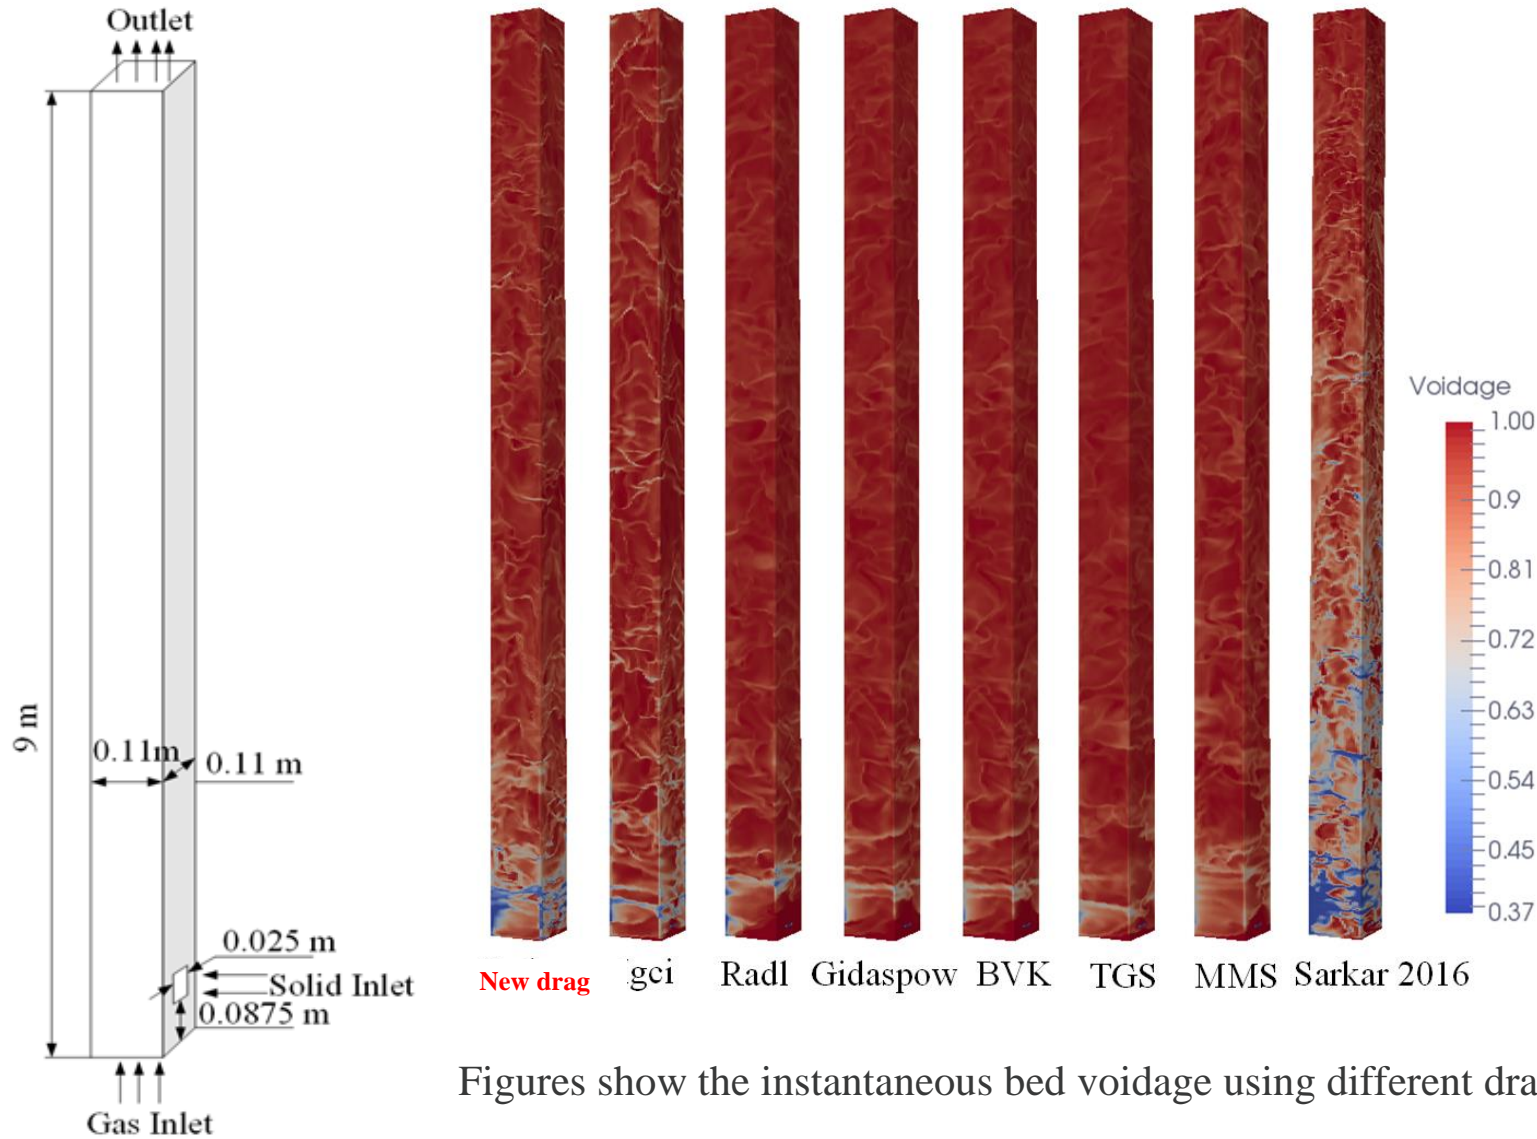 Outlet
9 m
0.11m
0.11 m
0.025 m
Solid Inlet
0.0875 m
Gas Inlet
New drag
gci
Radl
Gidaspow
BVK
TGS
MMS
Sarkar 2016
Voidage
1.00
0.9
0.81
0.72
0.63
0.54
0.45
0.37
Figures show the instantaneous bed voidage using different dra